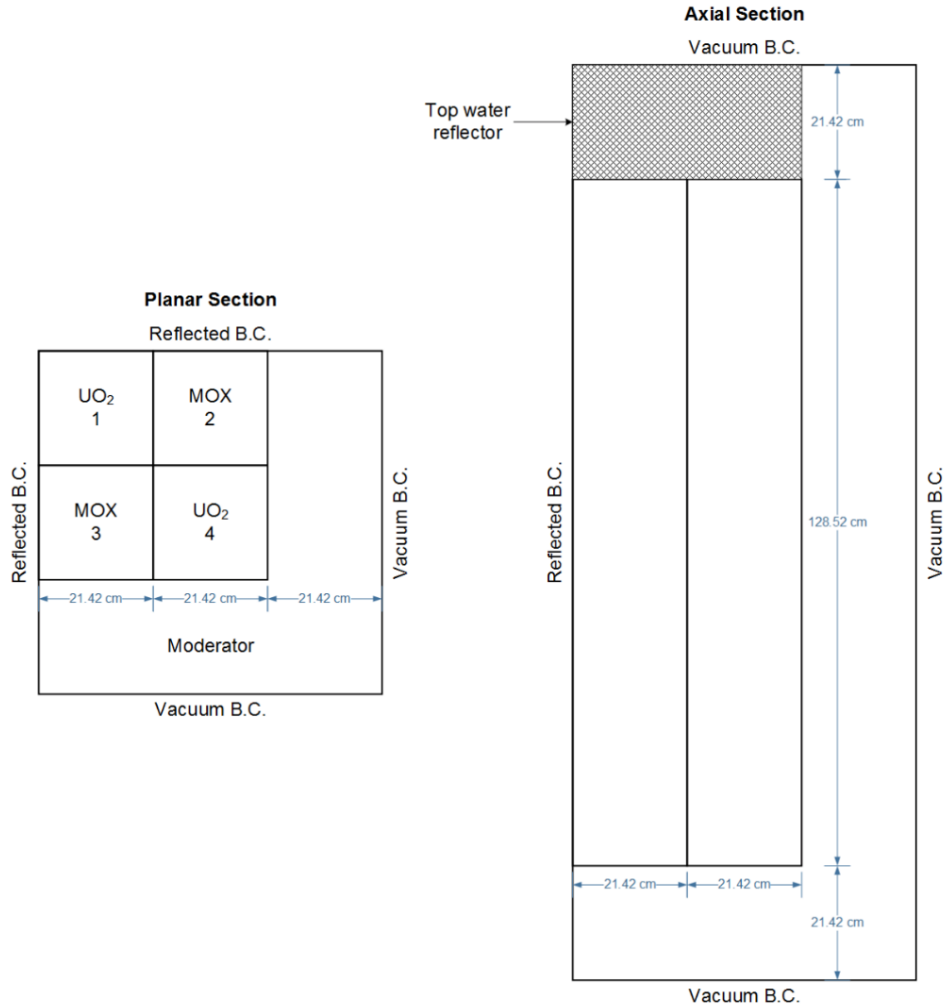 Axial Section
Vacuum B.C.
Top water
reflector
21.42 cm
128.52 cm
Reflected B.C.
Vacuum B.C.
21.42 cm
21.42 cm
21.42 cm
Vacuum B.C.
Planar Section
Reflected B.C.
UO₂
1
MOX
2
MOX
3
UO₂
4
Reflected B.C.
Vacuum B.C.
21.42 cm
21.42 cm
21.42 cm
Moderator
Vacuum B.C.